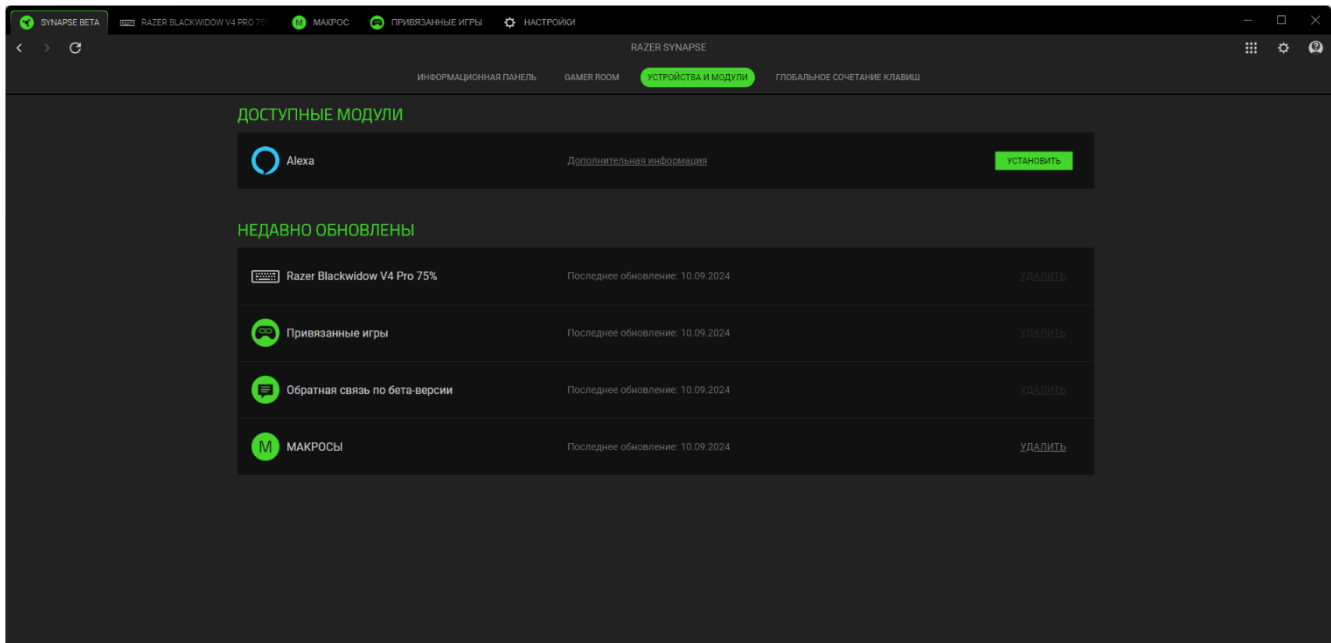 SYNAPSE BETA
RAZER BLACKWIDOW V4 PRO 75%
МАКРОС
ПРИВЯЗАННЫЕ ИГРЫ
НАСТРОЙКИ
RAZER SYNAPSE
ИНФОРМАЦИОННАЯ ПАНЕЛЬ
GAMER ROOM
УСТРОЙСТВА И МОДУЛИ
ГЛОБАЛЬНОЕ СОЧЕТАНИЕ КЛАВИШ
ДОСТУПНЫЕ МОДУЛИ
Alexa
Дополнительная информация
УСТАНОВИТЬ
НЕДАВНО ОБНОВЛЕНЫ
Razer Blackwidow V4 Pro 75%
Последнее обновление: 10.09.2024
УДАЛИТЬ
Привязанные игры
Последнее обновление: 10.09.2024
УДАЛИТЬ
Обратная связь по бета-версии
Последнее обновление: 10.09.2024
УДАЛИТЬ
M
МАКРОСЫ
Последнее обновление: 10.09.2024
УДАЛИТЬ